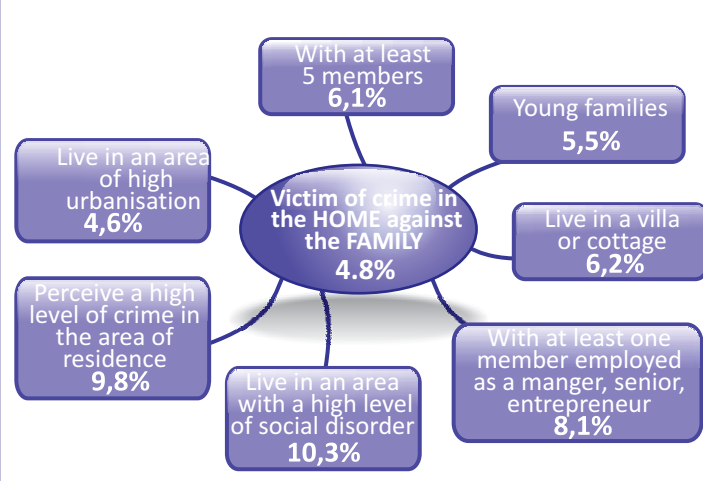 With at least
5 members
6,1%
Young families
5,5%
Live in an area
of high
urbanisation
4,6%
Victim of crime in
the HOME against
the FAMILY
4.8%
Live in a villa
or cottage
6,2%
Perceive a high
level of crime in
the area of
residence
9,8%
With at least one
member employed
as a manger, senior,
entrepreneur
8,1%
Live in an area
with a high level
of social disorder
10,3%